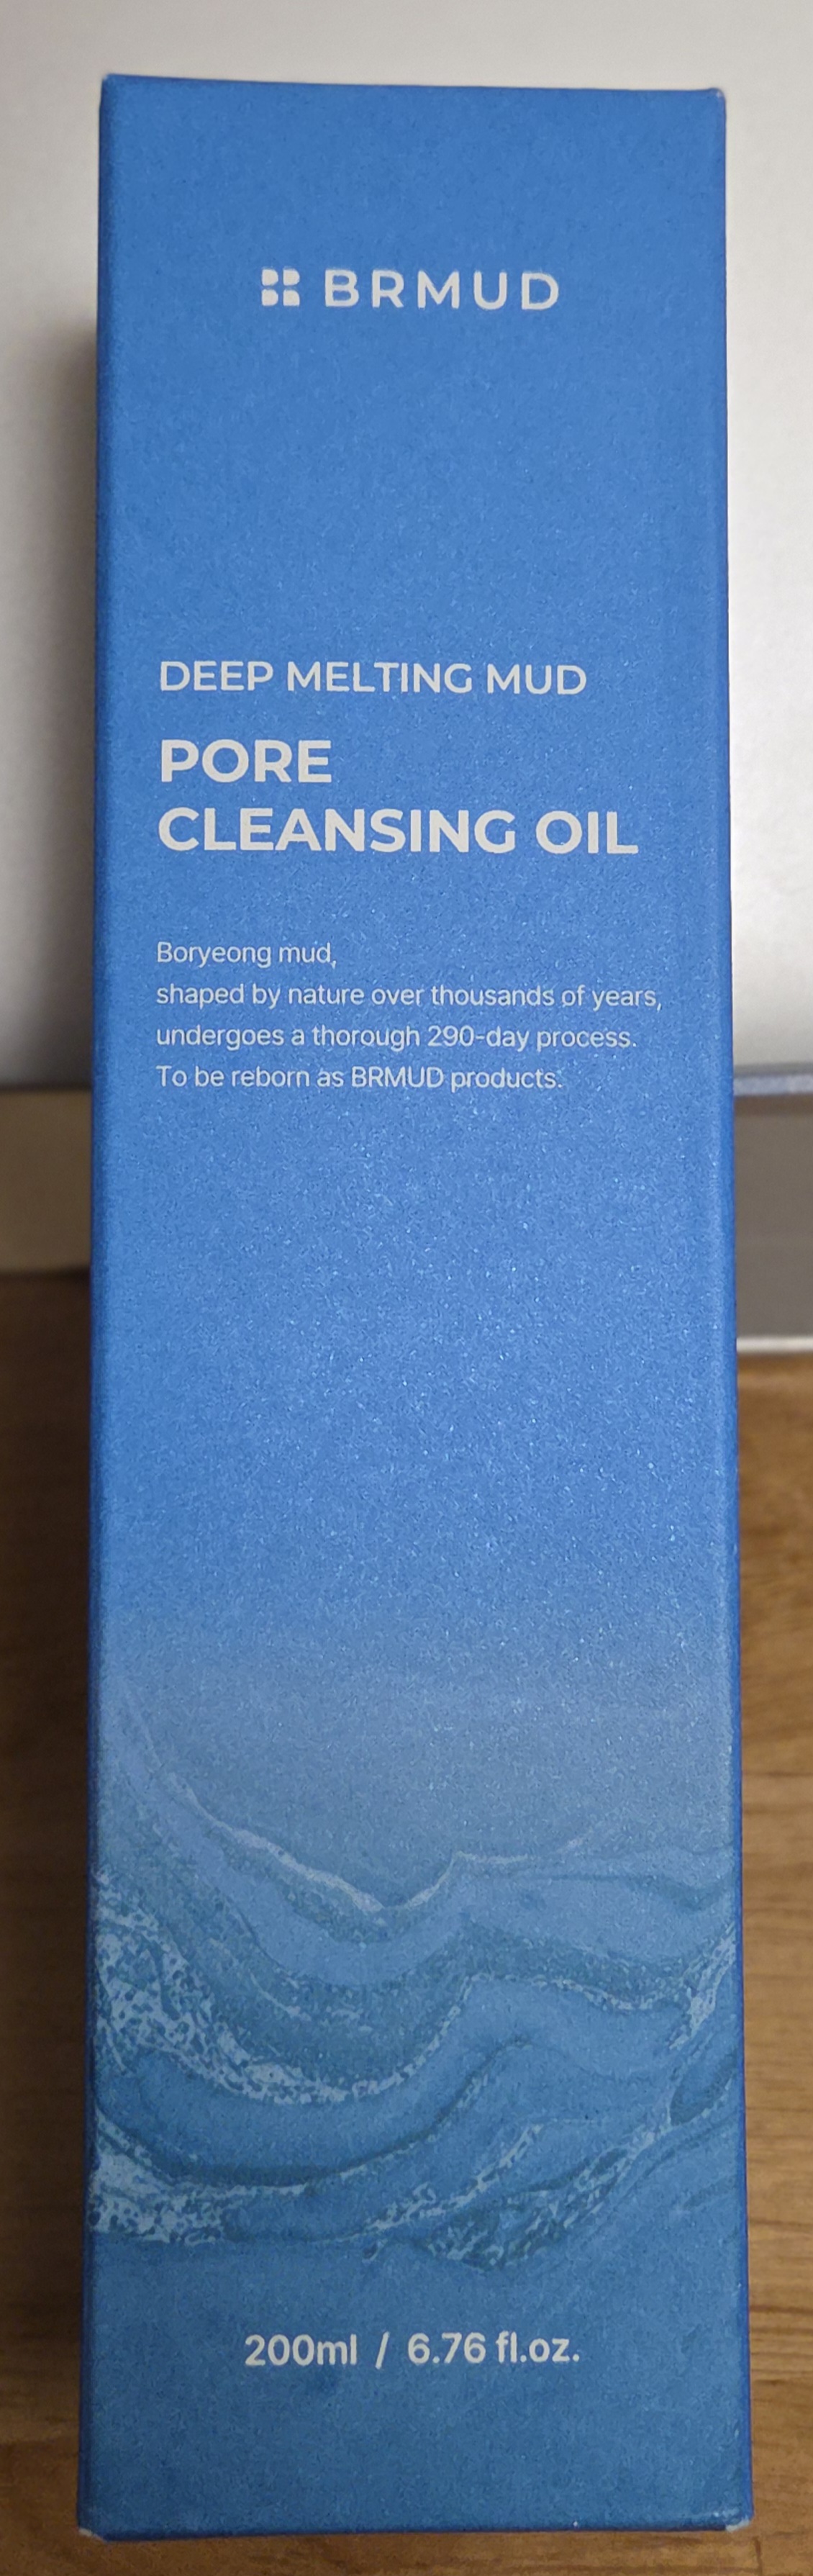 BRMUD
DEEP MELTING MUD
PORE
CLEANSING OIL
Boryeong mud,
shaped by nature over thousands of years,
undergoes a thorough 290-day process.
To be reborn as BRMUD products.
200ml / 6.76 fl.oz.